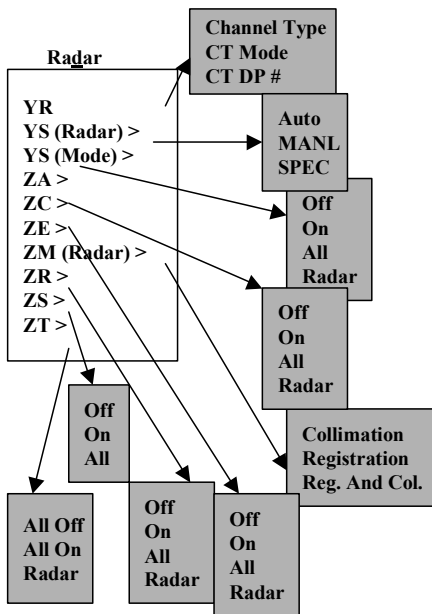 Channel Type
CT Mode
CT DP #
Radar
YR
YS (Radar) >
YS (Mode) >
ZA >
ZC >
ZE >
ZM (Radar) >
ZR >
ZS >
ZT >
Auto
MANL
SPEC
Off
On
All
Radar
Off
On
All
Radar
Collimation
Registration
Reg. And Col.
Off
On
All
All Off
All On
Radar
Off
On
All
Radar
Off
On
All
Radar